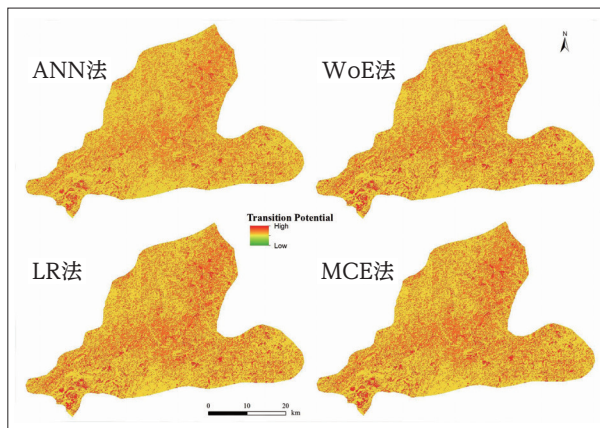 ANN法
WoE法
N
Transition Potential
High
Low
LR法
MCE法
0 10 20
km